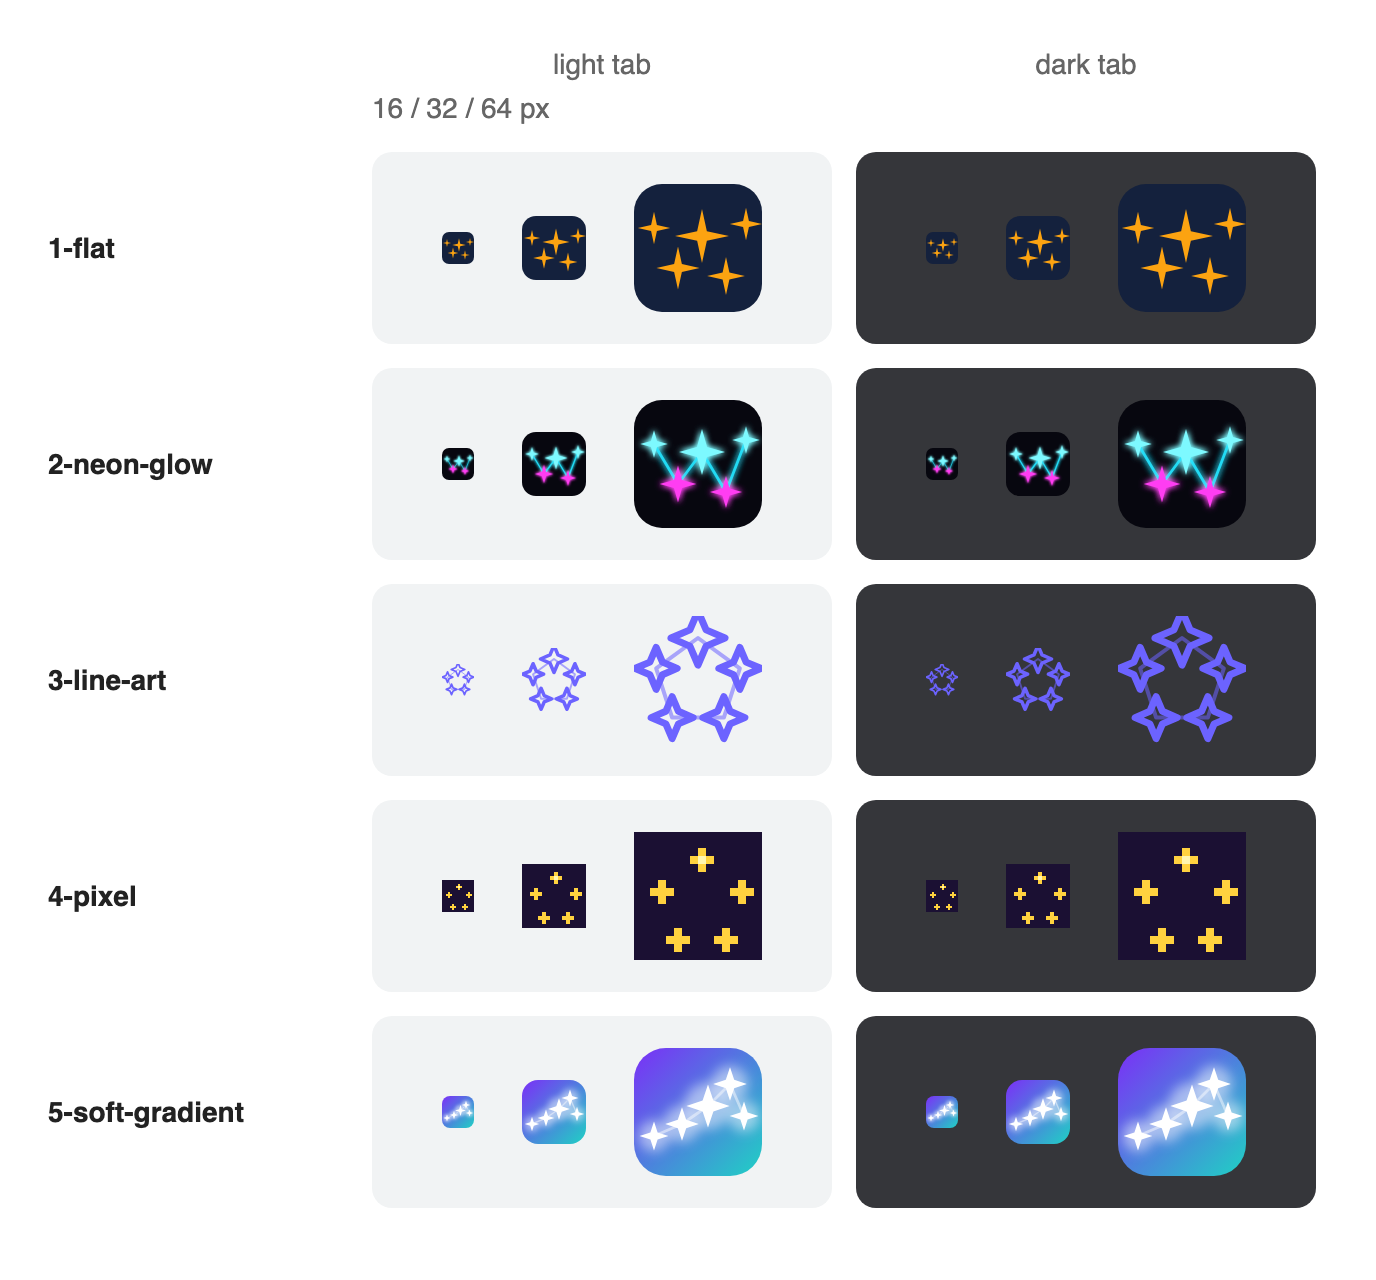 light tab
dark tab
16 / 32 / 64 px
1-flat
2-neon-glow
3-line-art
4-pixel
5-soft-gradient